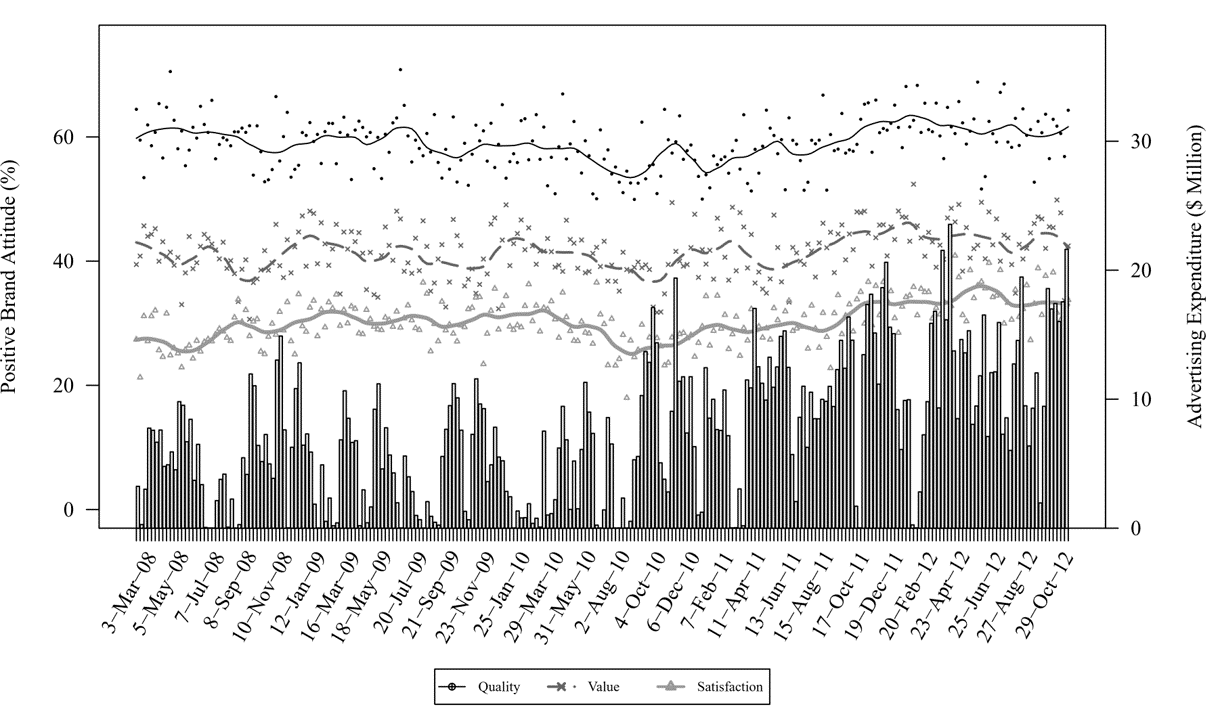 Positive Brand Attitude (%)
60
40
20
0
30
20
10
0
Advertising Expenditure ($ Million)
3–Mar–08
5–May–08
7–Jul–08
8–Sep–08
10–Nov–08
12–Jan–09
16–Mar–09
18–May–09
20–Jul–09
21–Sep–09
23–Nov–09
25–Jan–10
29–Mar–10
31–May–10
2–Aug–10
4–Oct–10
6–Dec–10
7–Feb–11
11–Apr–11
13–Jun–11
15–Aug–11
17–Oct–11
19–Dec–11
20–Feb–12
23–Apr–12
25–Jun–12
27–Aug–12
29–Oct–12
Quality Value Satisfaction